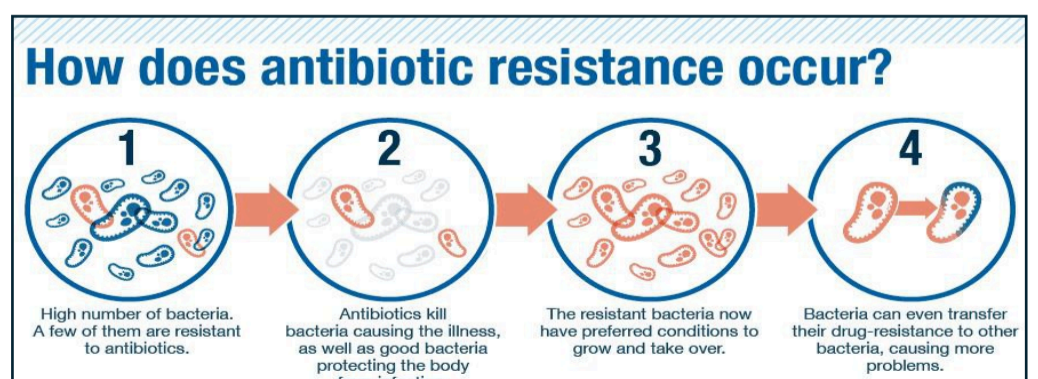 How does antibiotic resistance occur?
1
2
3
4
High number of bacteria.
A few of them are resistant
to antibiotics.
Antibiotics kill
bacteria causing the illness,
as well as good bacteria
protecting the body
The resistant bacteria now
have preferred conditions to
grow and take over.
Bacteria can even transfer
their drug-resistance to other
bacteria, causing more
problems.